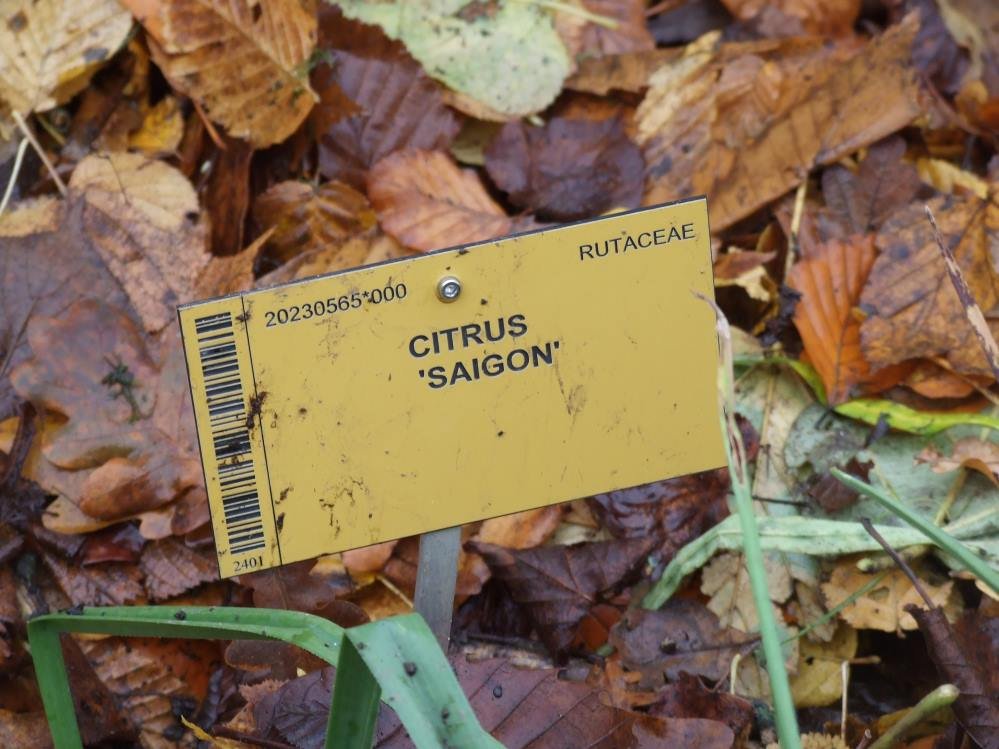 20230565*000
RUTACEAE
CITRUS
'SAIGON'
2401